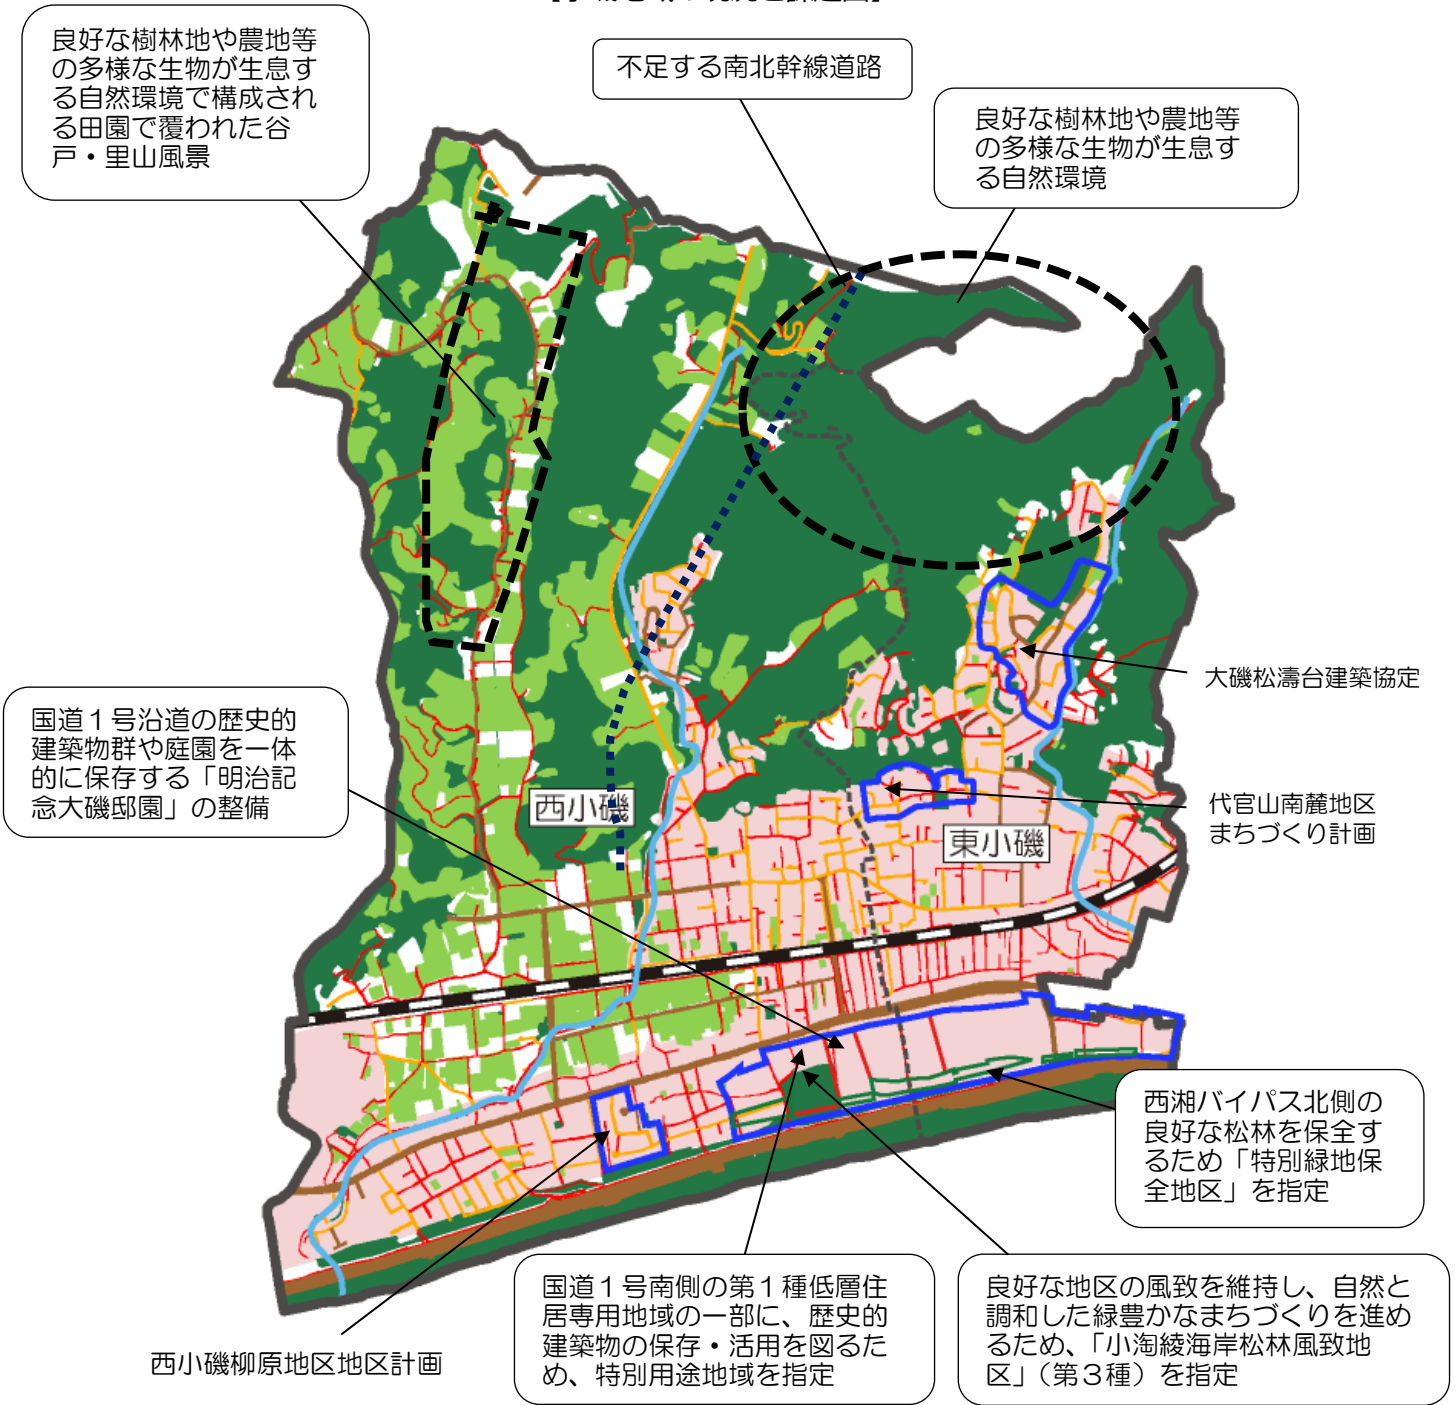 良好な樹林地や農地等
の多様な生物が生息す
る自然環境で構成され
る田園で覆われた谷
戸・里山風景
不足する南北幹線道路
良好な樹林地や農地等
の多様な生物が生息す
る自然環境
大磯松濤台建築協定
国道１号沿道の歴史的
建築物群や庭園を一体
的に保存する「明治記
念大磯邸園」の整備
西小磯
代官山南麓地区
まちづくり計画
東小磯
西湘バイパス北側の
良好な松林を保全す
るため「特別緑地保
全地区」を指定
国道１号南側の第１種低層住
居専用地域の一部に、歴史的
建築物の保存・活用を図るた
め、特別用途地域を指定
良好な地区の風致を維持し、自然と
調和した緑豊かなまちづくりを進め
るため、「小淘綾海岸松林風致地
区」（第３種）を指定
西小磯柳原地区地区計画